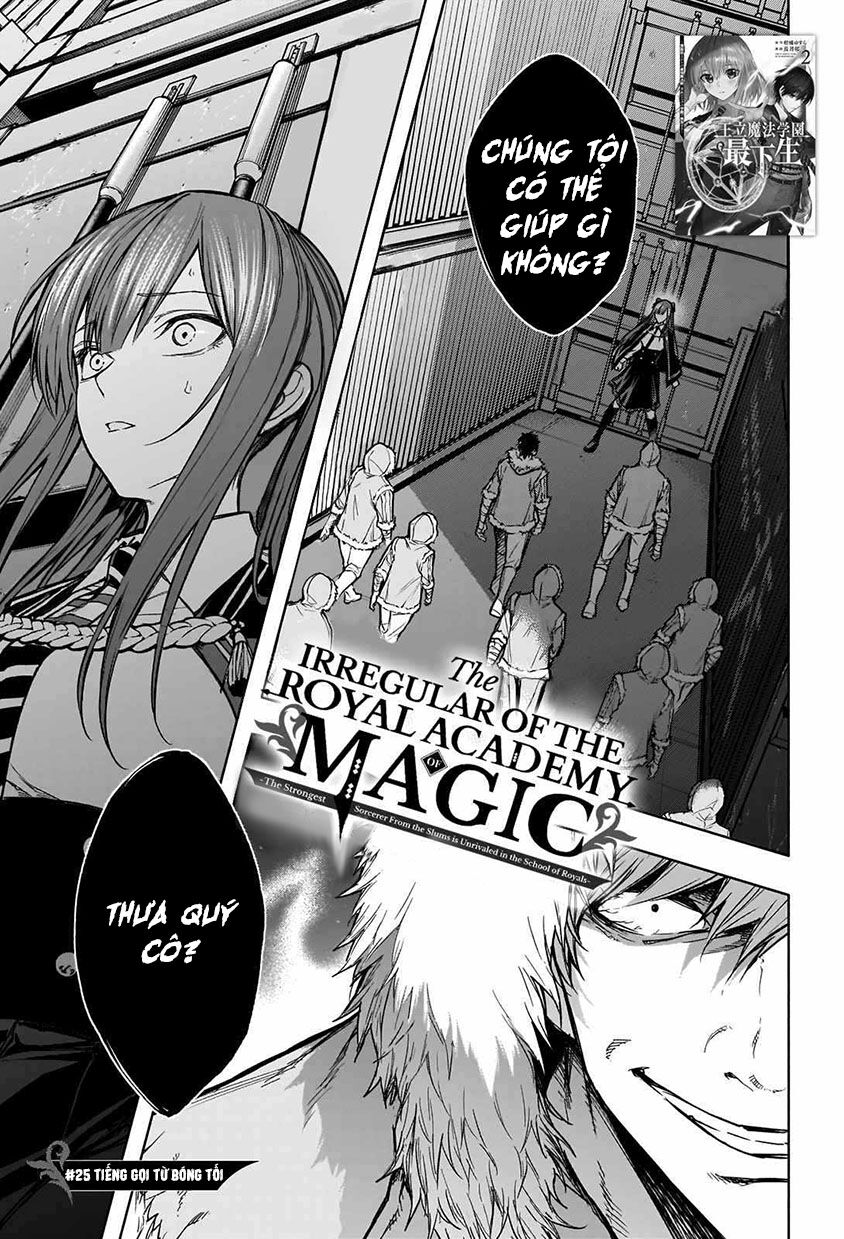 2
王立魔法学園
最下生
CHÚNG TÔI
CÓ THỂ
GIÚP GÌ
KHÔNG?
The
IRREGULAR OF THE
ROYAL ACADEMY
OF
MAGIC
-The Strongest
Sorcerer From the Slums is Unrivaled in the School of Royals-
THƯA QUÝ
CÔ?
#25 TIẾNG GỌI TỪ BÓNG TỐI